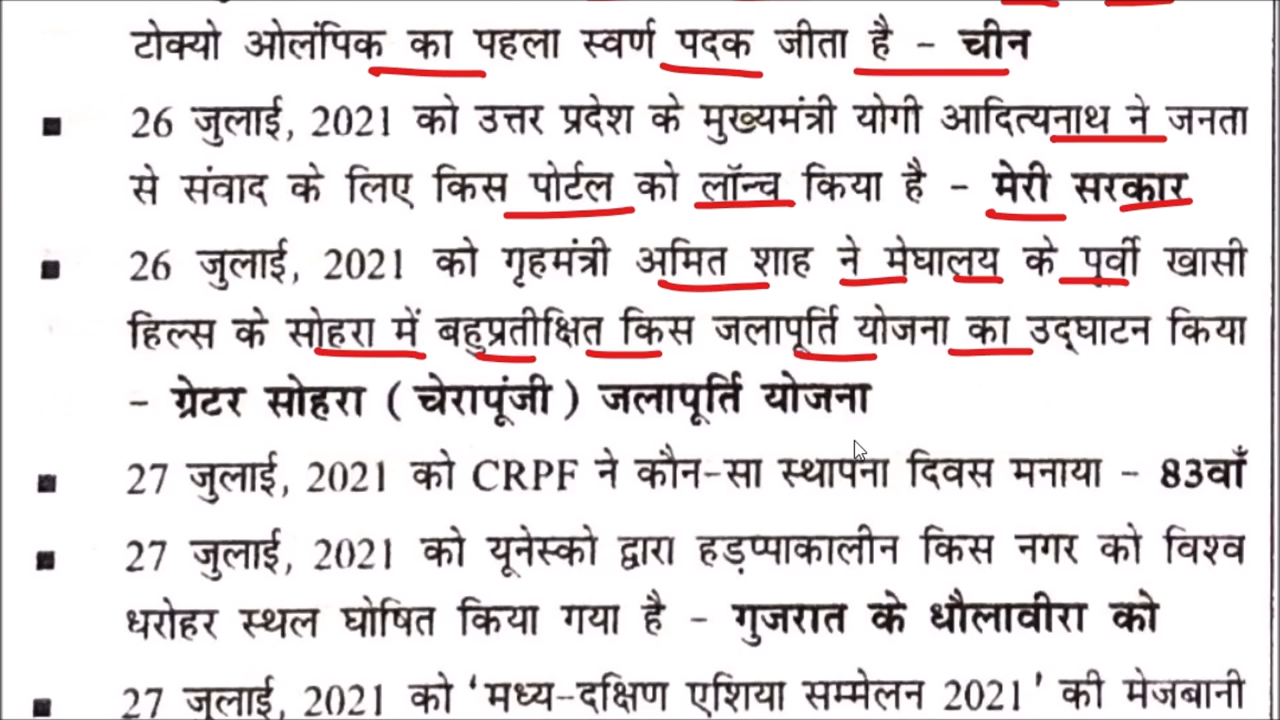 टोक्यो ओलंपिक का पहला स्वर्ण पदक जीता है - चीन
▪ 26 जुलाई, 2021 को उत्तर प्रदेश के मुख्यमंत्री योगी आदित्यनाथ ने जनता
से संवाद के लिए किस पोर्टल को लॉन्च किया है - मेरी सरकार
▪ 26 जुलाई, 2021 को गृहमंत्री अमित शाह ने मेघालय के पूर्वी खासी
हिल्स के सोहरा में बहुप्रतीक्षित किस जलापूर्ति योजना का उद्घाटन किया
- ग्रेटर सोहरा ( चेरापूंजी ) जलापूर्ति योजना
▪ 27 जुलाई, 2021 को CRPF ने कौन-सा स्थापना दिवस मनाया - 83वाँ
▪ 27 जुलाई, 2021 को यूनेस्को द्वारा हड़प्पाकालीन किस नगर को विश्व
धरोहर स्थल घोषित किया गया है - गुजरात के धौलावीरा को
▪ 27 जुलाई, 2021 को 'मध्य-दक्षिण एशिया सम्मेलन 2021' की मेजबानी